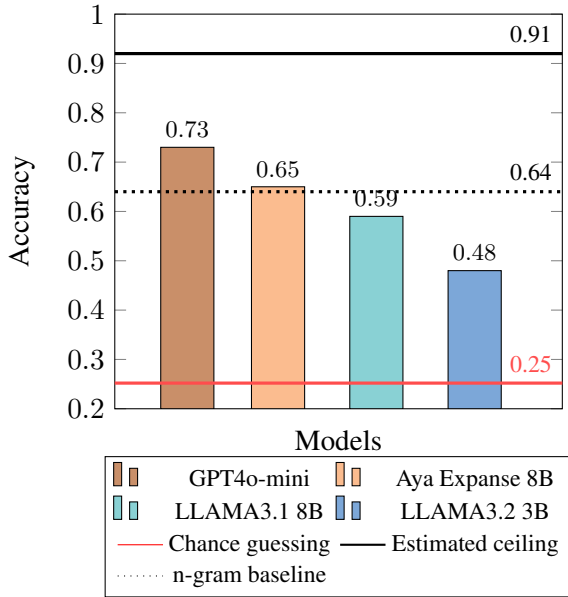 1
0.91
0.9
0.8
0.73
0.7
0.65
0.64
0.6
0.59
0.5
0.48
0.4
0.3
0.25
0.2
Accuracy
Models
GPT4o-mini Aya Expanse 8B
LLAMA3.1 8B LLAMA3.2 3B
Chance guessing Estimated ceiling
n-gram baseline